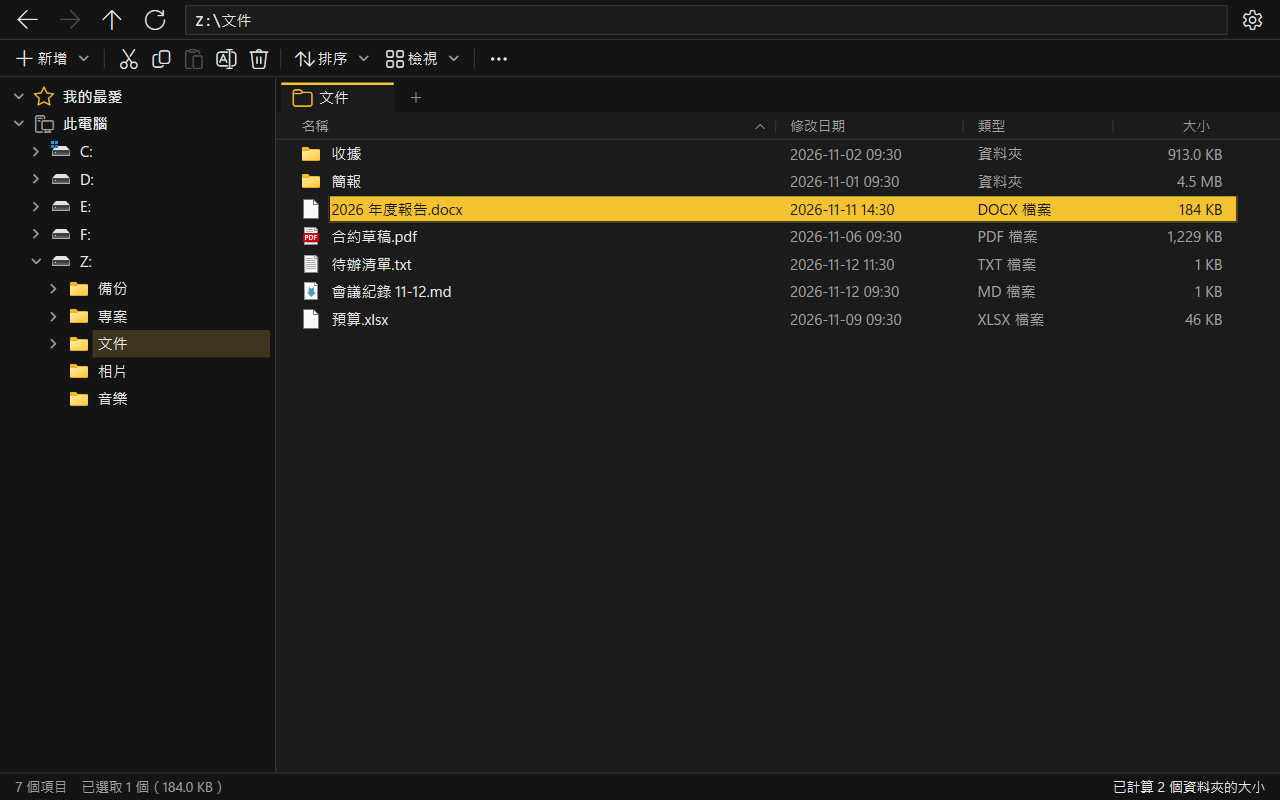 Z:\文件
新增 排序 檢視
我的最愛
此電腦
C:
D:
E:
F:
Z:
備份
專案
文件
相片
音樂
文件
名稱 修改日期 類型 大小
收據 2026-11-02 09:30 資料夾 913.0 KB
簡報 2026-11-01 09:30 資料夾 4.5 MB
2026 年度報告.docx 2026-11-11 14:30 DOCX 檔案 184 KB
合約草稿.pdf 2026-11-06 09:30 PDF 檔案 1,229 KB
待辦清單.txt 2026-11-12 11:30 TXT 檔案 1 KB
會議紀錄 11-12.md 2026-11-12 09:30 MD 檔案 1 KB
預算.xlsx 2026-11-09 09:30 XLSX 檔案 46 KB
7 個項目 已選取 1 個 ( 184.0 KB ) 已計算 2 個資料夾的大小